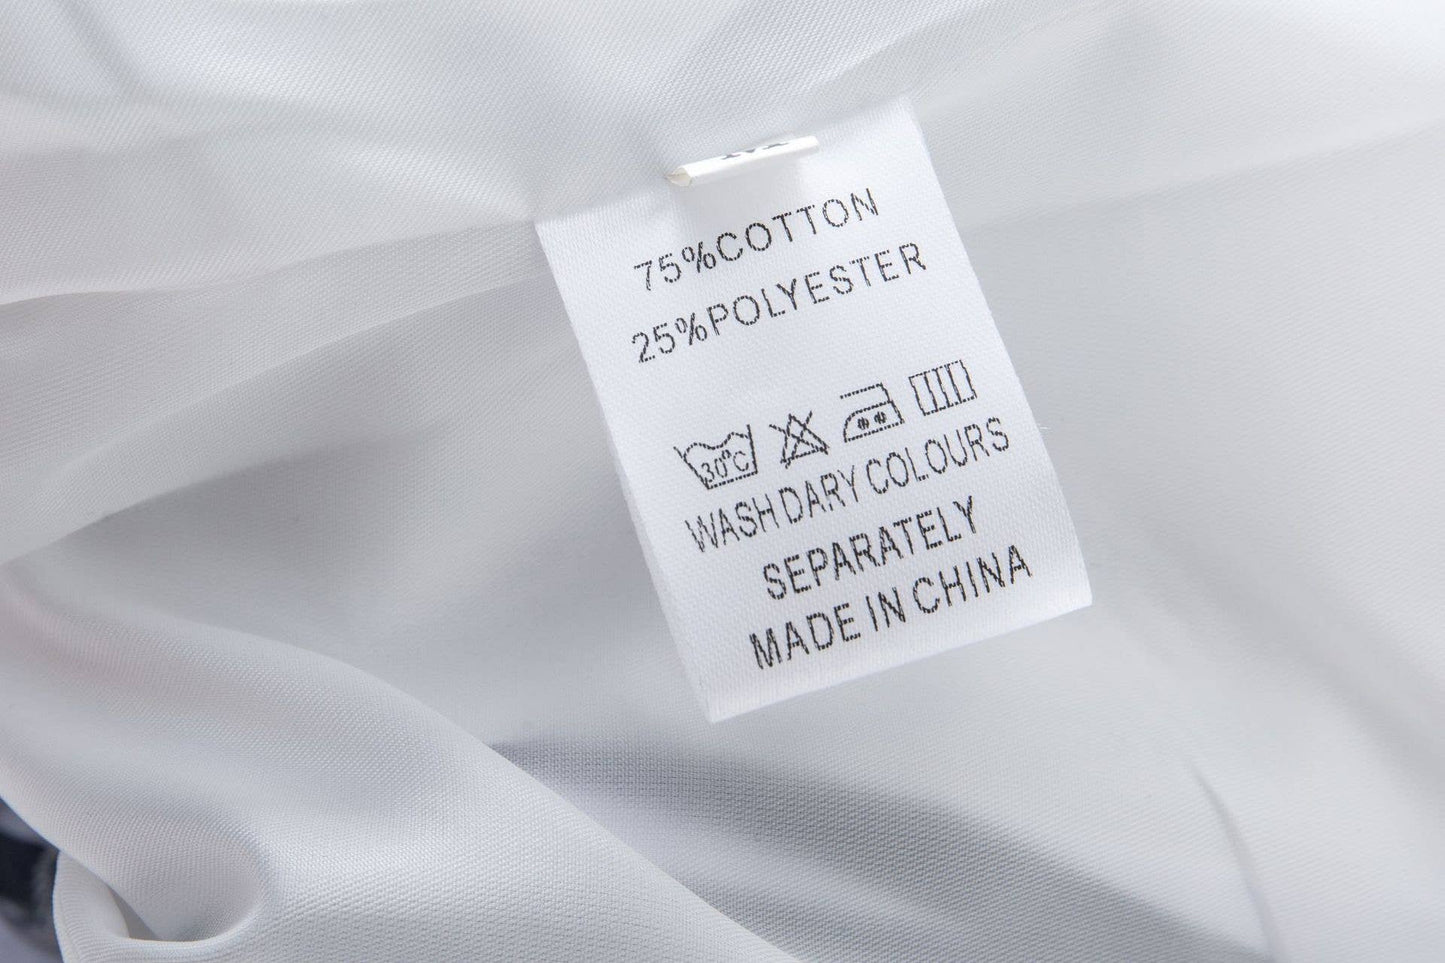 75%COTTON
25%POLYESTER
30°C
WASH DARY COLOURS
SEPARATELY
MADE IN CHINA